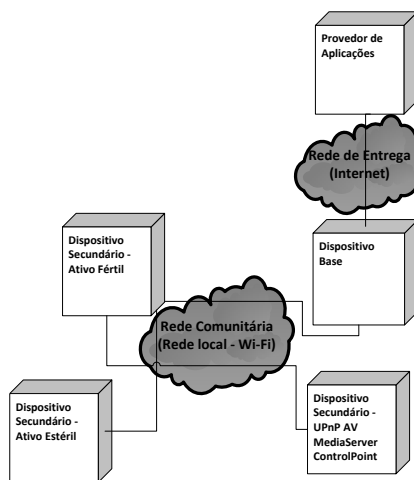 Provedor de
Aplicações
Rede de Entrega
(Internet)
Dispositivo
Secundário -
Ativo Fértil
Dispositivo
Base
Rede Comunitária
(Rede local - Wi-Fi)
Dispositivo
Secundário -
Ativo Estéril
Dispositivo
Secundário -
UPnP AV
MediaServer
ControlPoint